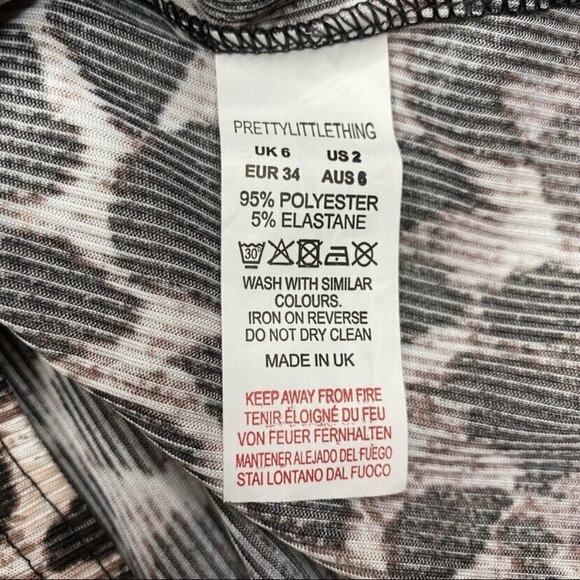 PRETTYLITTLETHING
UK 6 US 2
EUR 34 AUS 6
95% POLYESTER
5% ELASTANE
30
WASH WITH SIMILAR
COLOURS.
IRON ON REVERSE
DO NOT DRY CLEAN
MADE IN UK
KEEP AWAY FROM FIRE
TENIR ÉLOIGNÉ DU FEU
VON FEUER FERNHALTEN
MANTENER ALEJADO DEL FUEGO
STAI LONTANO DAL FUOCO